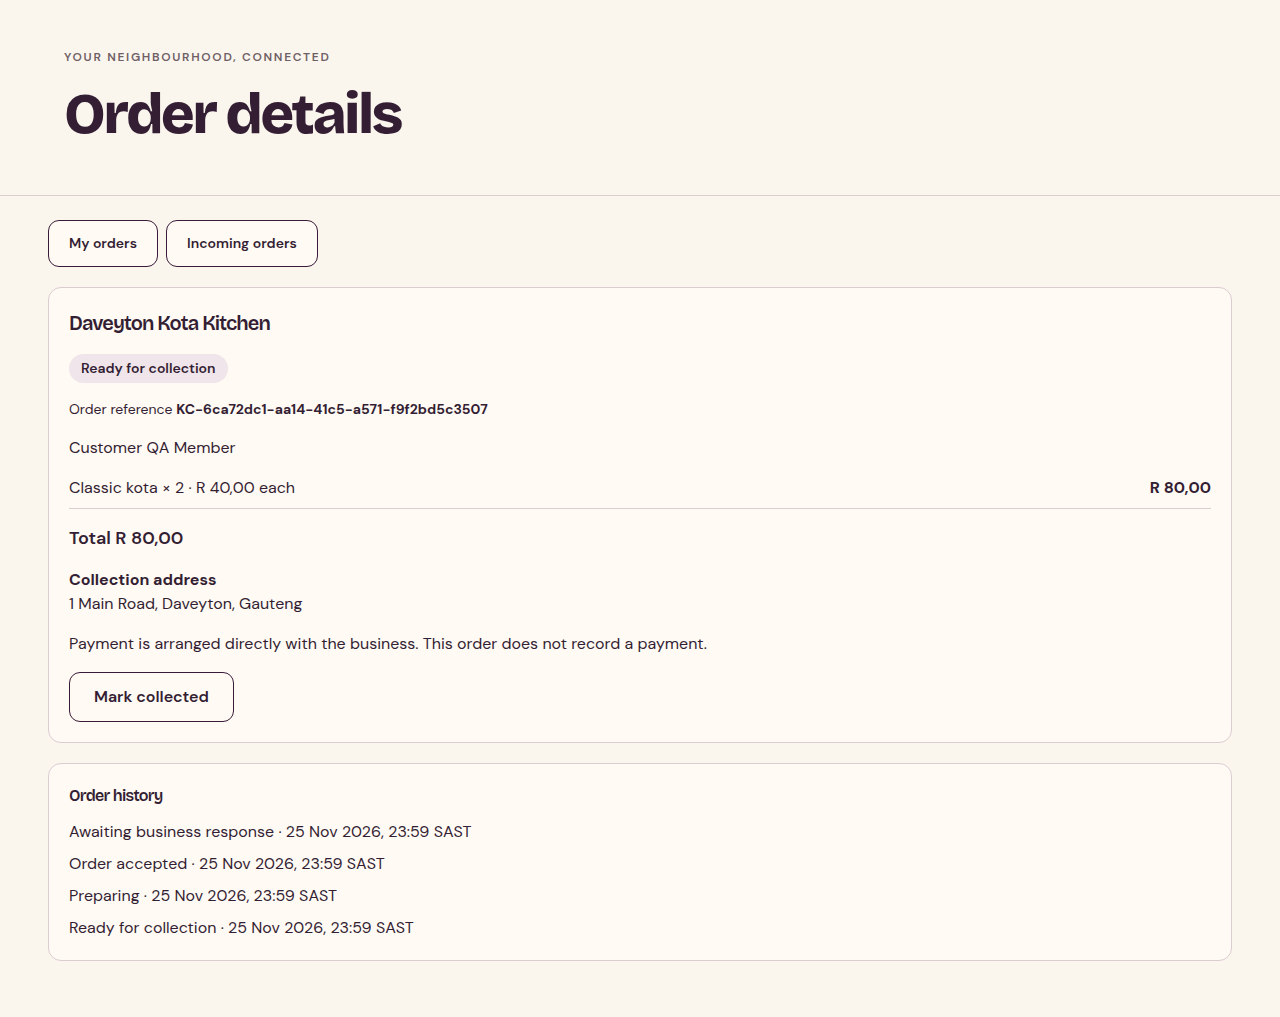 YOUR NEIGHBOURHOOD, CONNECTED
Order details
My orders
Incoming orders
Daveyton Kota Kitchen
Ready for collection
Order reference KC-6ca72dc1-aa14-41c5-a571-f9f2bd5c3507
Customer QA Member
Classic kota × 2 · R 40,00 each R 80,00
Total R 80,00
Collection address
1 Main Road, Daveyton, Gauteng
Payment is arranged directly with the business. This order does not record a payment.
Mark collected
Order history
Awaiting business response · 25 Nov 2026, 23:59 SAST
Order accepted · 25 Nov 2026, 23:59 SAST
Preparing · 25 Nov 2026, 23:59 SAST
Ready for collection · 25 Nov 2026, 23:59 SAST